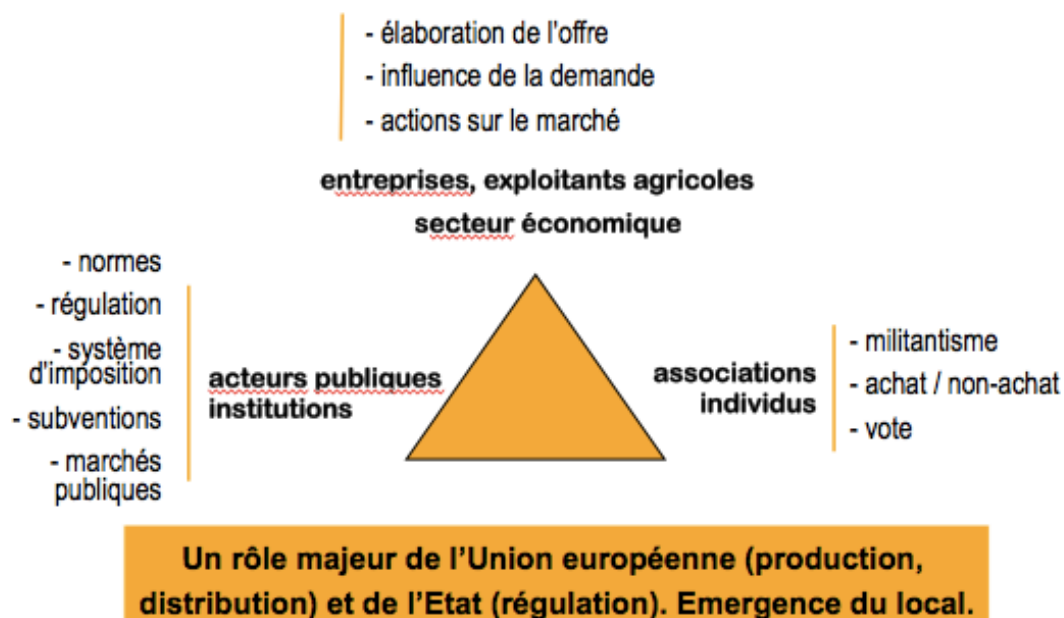 - élaboration de l'offre
- influence de la demande
- actions sur le marché
entreprises, exploitants agricoles
secteur économique
- normes
- régulation
- système
d'imposition
- subventions
- marchés
publiques
acteurs publiques
institutions
associations
individus
- militantisme
- achat / non-achat
- vote
Un rôle majeur de l'Union européenne (production,
distribution) et de l'Etat (régulation). Emergence du local.